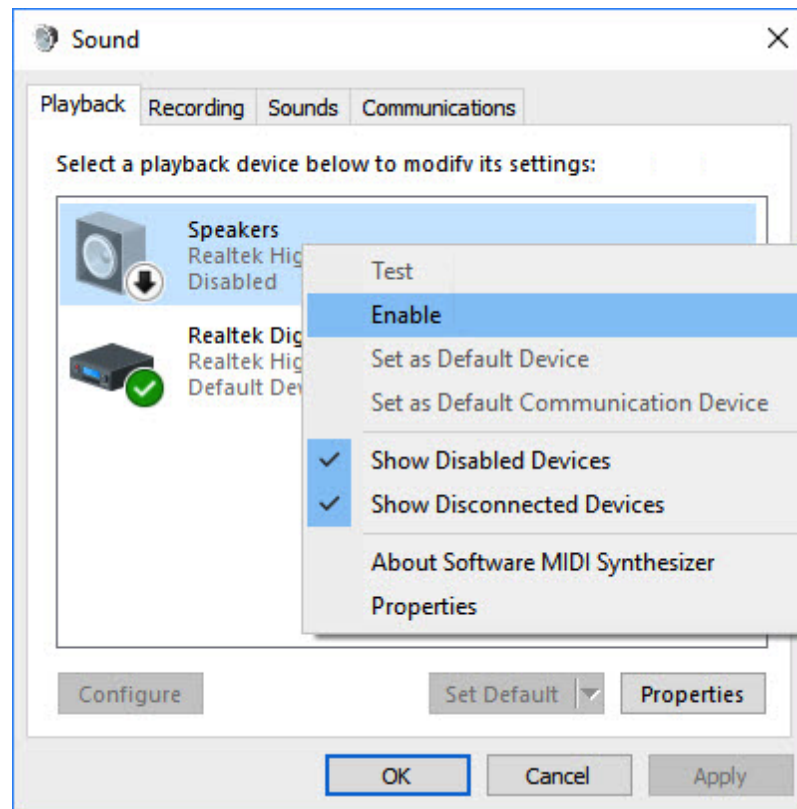 Sound
Playback Recording Sounds Communications
Select a playback device below to modify its settings:
Speakers
Realtek Hig
Disabled
Realtek Dig
Realtek Hig
Default Dev
Test
Enable
Set as Default Device
Set as Default Communication Device
Show Disabled Devices
Show Disconnected Devices
About Software MIDI Synthesizer
Properties
Configure Set Default Properties
OK Cancel Apply